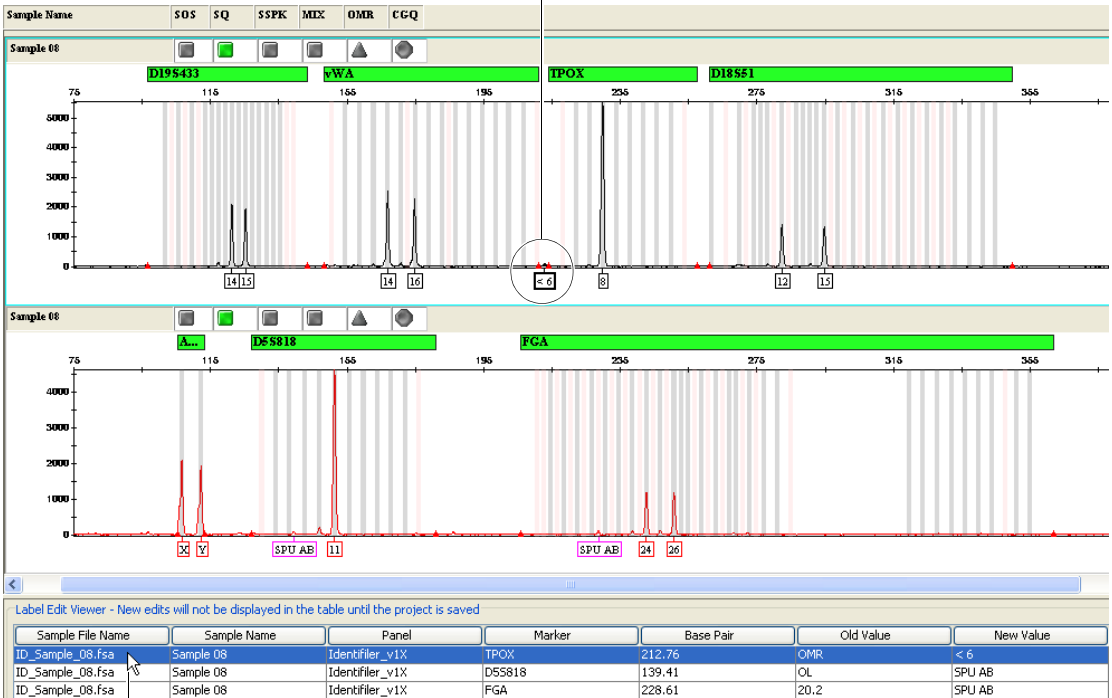 Sample Name SOS SQ SSPK MIX OMR CGQ
Sample 08
D19S433 vWA TPOX D18S51
75 115 155 195 235 275 315 355
5000
4000
3000
2000
1000
0
14 15 14 16 < 6 8 12 15
Sample 08
A... D5S818 FGA
75 115 155 195 235 275 315 355
4000
3000
2000
1000
0
X Y SPU AB 11 SPU AB 24 26
Label Edit Viewer - New edits will not be displayed in the table until the project is saved
Sample File Name Sample Name Panel Marker Base Pair Old Value New Value
ID_Sample_08.fsa Sample 08 Identifiler_v1X TPOX 212.76 OMR < 6
ID_Sample_08.fsa Sample 08 Identifiler_v1X D5S818 139.41 OL SPU AB
ID_Sample_08.fsa Sample 08 Identifiler_v1X FGA 228.61 20.2 SPU AB